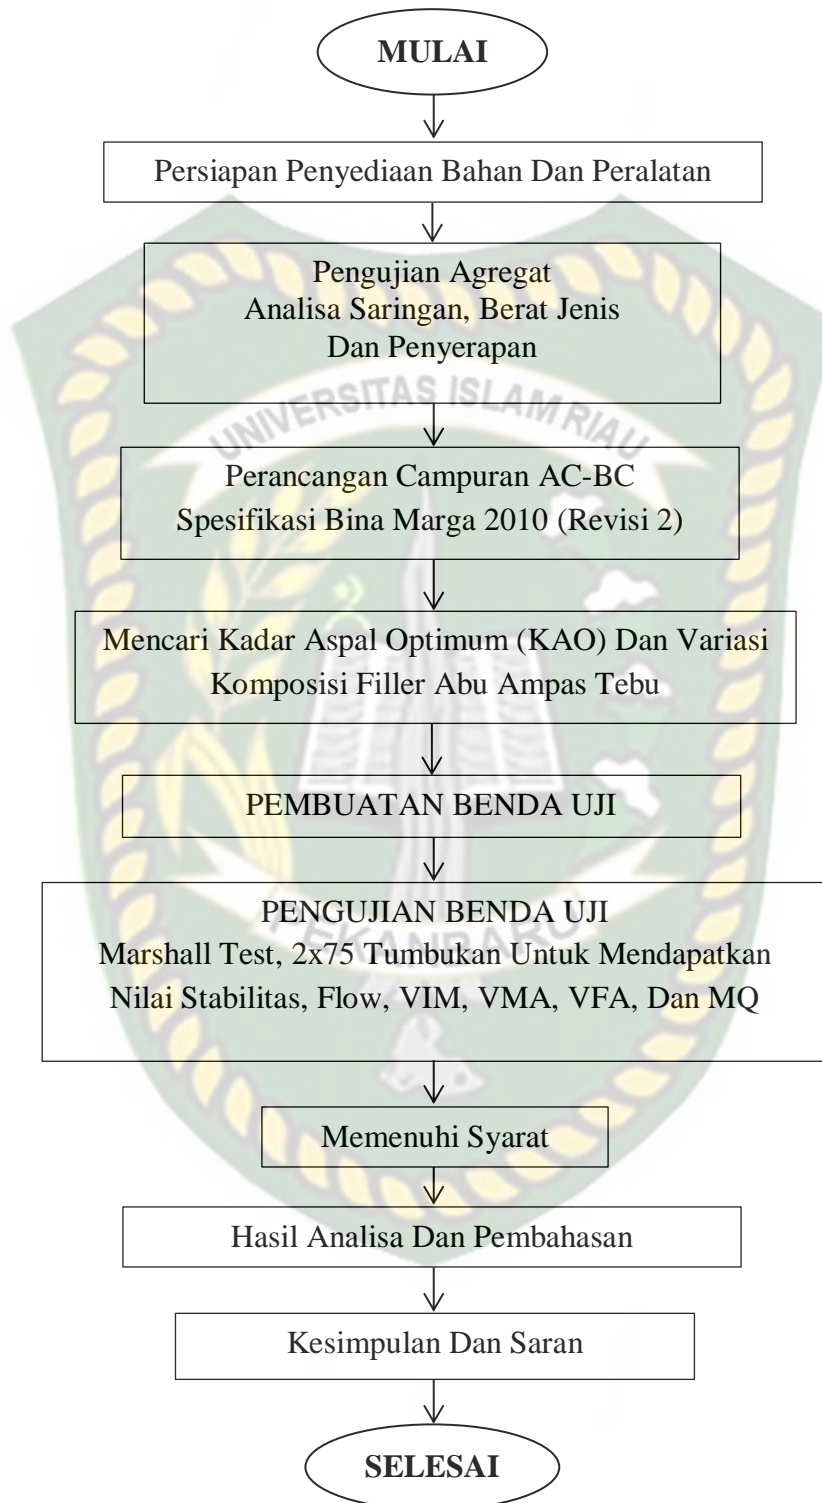 MULAI
Persiapan Penyediaan Bahan Dan Peralatan
Pengujian Agregat
Analisa Saringan, Berat Jenis
Dan Penyerapan
UNIVERSITAS ISLAM RIAU
Perancangan Campuran AC-BC
Spesifikasi Bina Marga 2010 (Revisi 2)
Mencari Kadar Aspal Optimum (KAO) Dan Variasi
Komposisi Filler Abu Ampas Tebu
PEMBUATAN BENDA UJI
PENGUJIAN BENDA UJI
PEKANBARU
Marshall Test, 2x75 Tumbukan Untuk Mendapatkan
Nilai Stabilitas, Flow, VIM, VMA, VFA, Dan MQ
Memenuhi Syarat
Hasil Analisa Dan Pembahasan
Kesimpulan Dan Saran
SELESAI